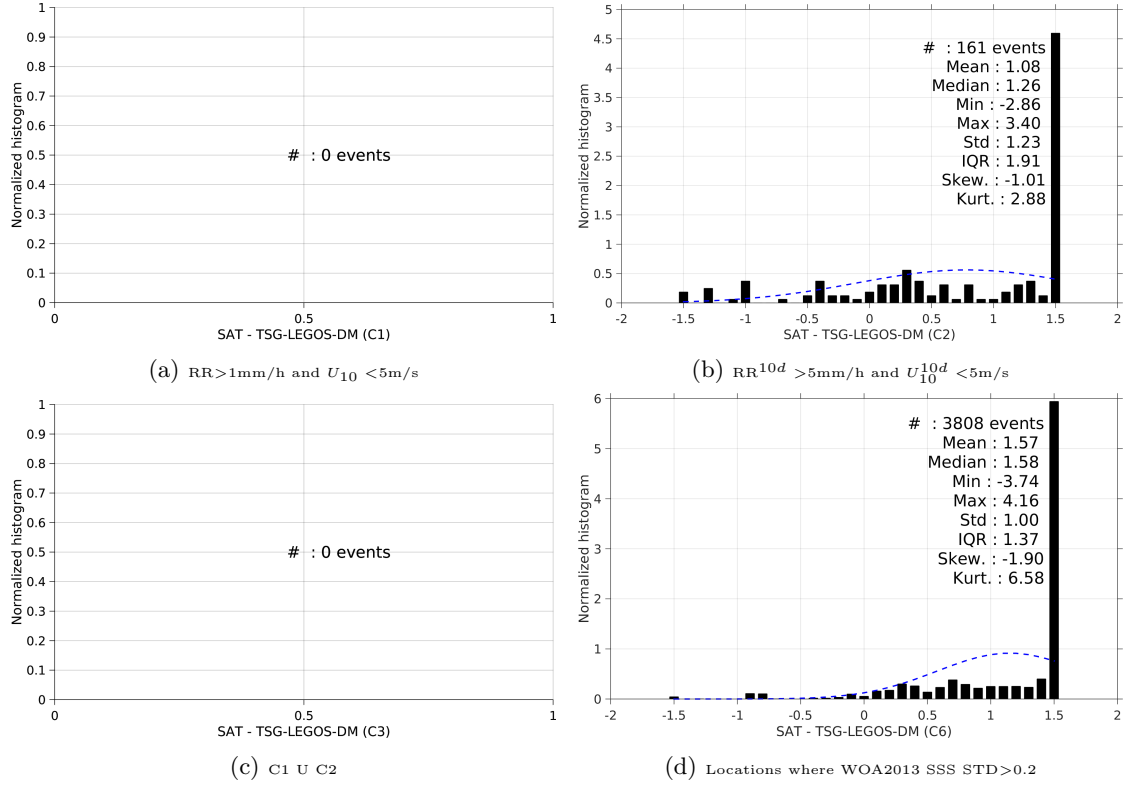 1
0.9
0.8
0.7
0.6
0.5
0.4
0.3
0.2
0.1
0
Normalized histogram
# : 0 events
0 0.5 1
SAT - TSG-LEGOS-DM (C1)
(a) RR>1mm/h and U10 <5m/s
5
4.5
4
3.5
3
2.5
2
1.5
1
0.5
0
Normalized histogram
# : 161 events
Mean : 1.08
Median : 1.26
Min : -2.86
Max : 3.40
Std : 1.23
IQR : 1.91
Skew. : -1.01
Kurt. : 2.88
-2 -1.5 -1 -0.5 0 0.5 1 1.5 2
SAT - TSG-LEGOS-DM (C2)
(b) RR^10d >5mm/h and U_10^10d <5m/s
1
0.9
0.8
0.7
0.6
0.5
0.4
0.3
0.2
0.1
0
Normalized histogram
# : 0 events
0 0.5 1
SAT - TSG-LEGOS-DM (C3)
(c) C1 U C2
6
5
4
3
2
1
0
Normalized histogram
# : 3808 events
Mean : 1.57
Median : 1.58
Min : -3.74
Max : 4.16
Std : 1.00
IQR : 1.37
Skew. : -1.90
Kurt. : 6.58
-2 -1.5 -1 -0.5 0 0.5 1 1.5 2
SAT - TSG-LEGOS-DM (C6)
(d) Locations where WOA2013 SSS STD>0.2